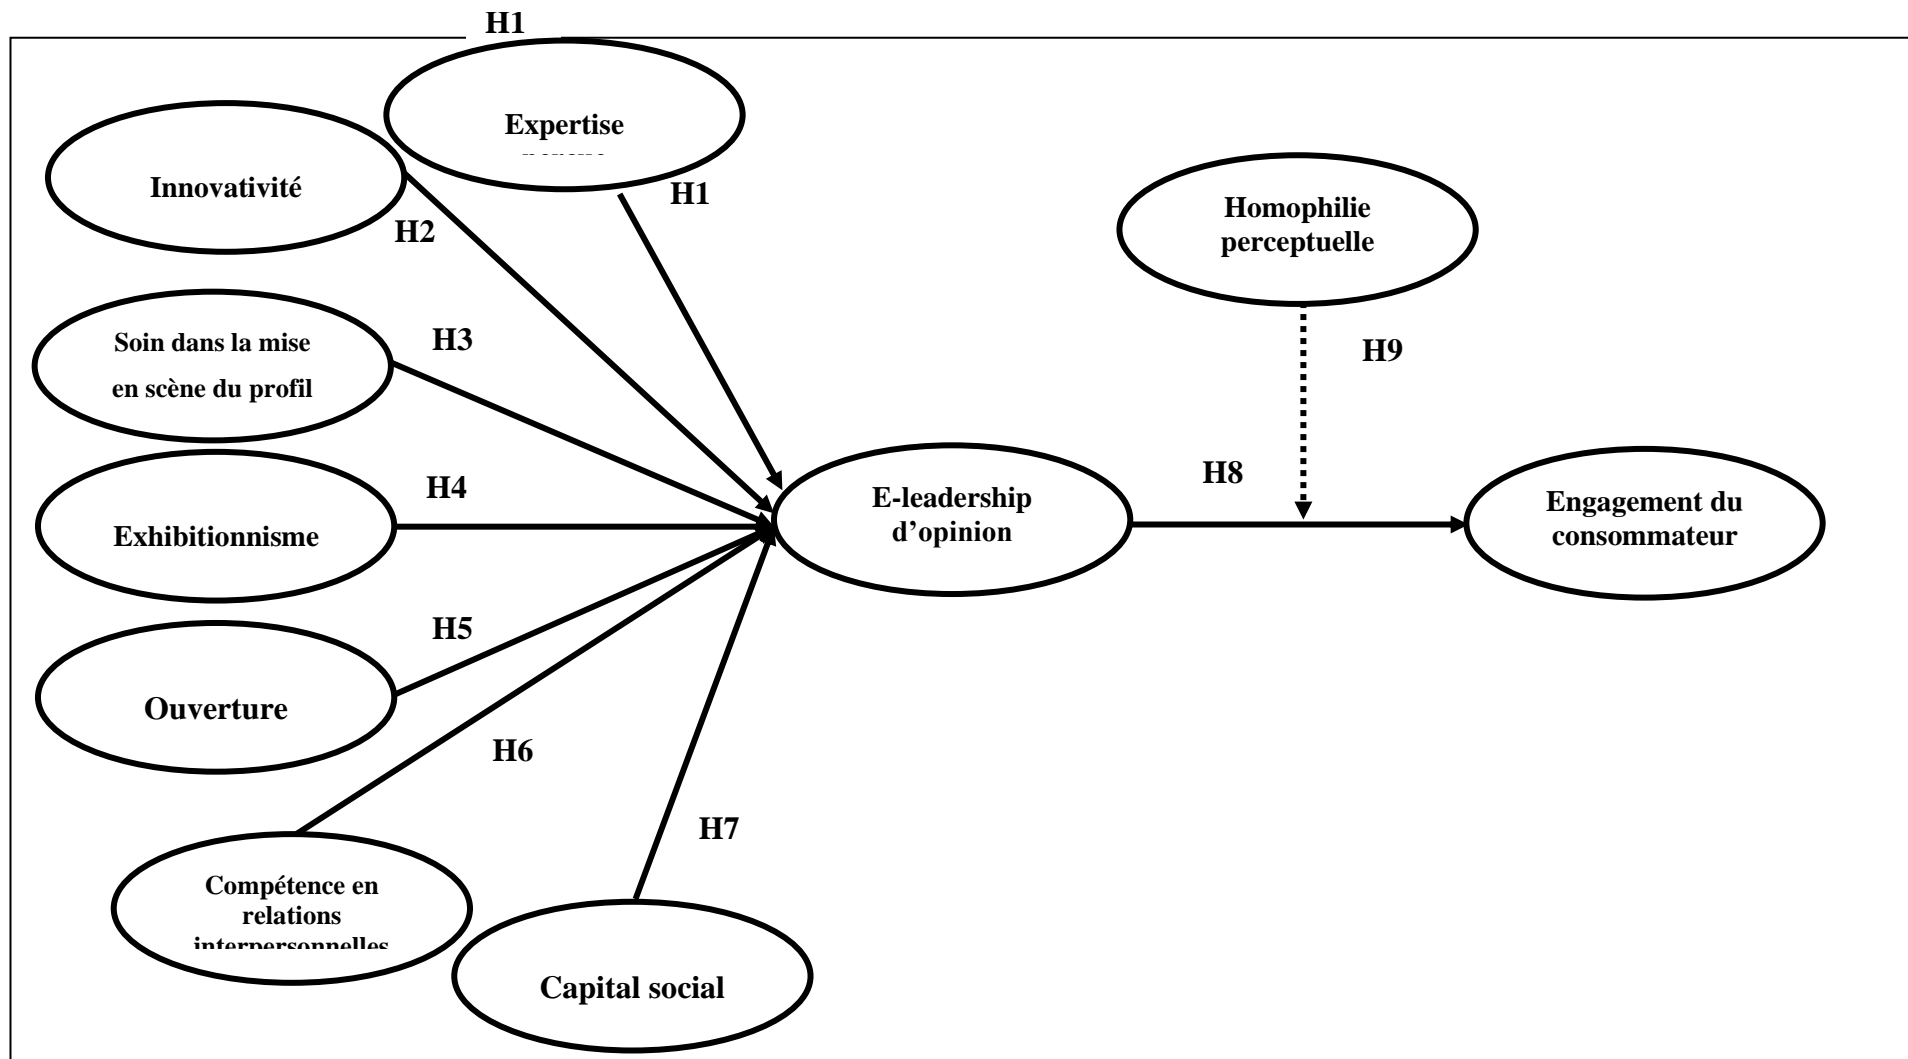 H1
Expertise
H1
Innovativité
H2
Homophilie
perceptuelle
Soin dans la mise
en scène du profil
H3
H9
Exhibitionnisme
H4
E-leadership
d’opinion
H8
Engagement du
consommateur
Ouverture
H5
H6
Compétence en
relations
interpersonnelles
H7
Capital social